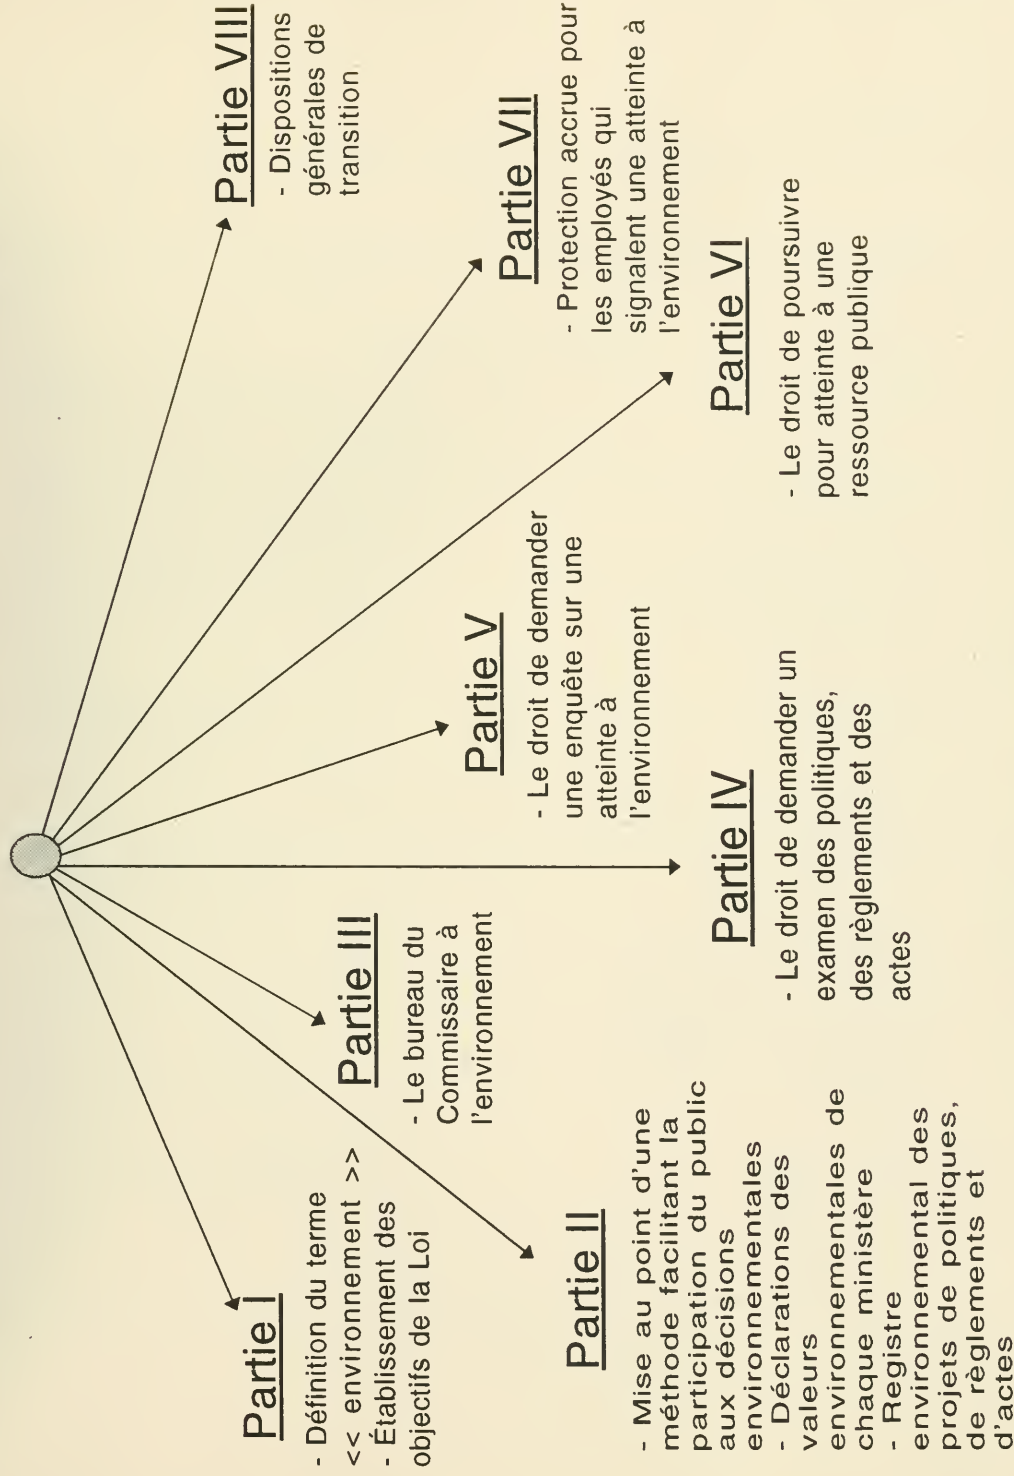 Partie I
- Définition du terme
<< environnement >>
- Établissement des
objectifs de la Loi
Partie II
- Mise au point d'une
méthode facilitant la
participation du public
aux décisions
environnementales
- Déclarations des
valeurs
environnementales de
chaque ministère
- Registre
environnemental des
projets de politiques,
de règlements et
d'actes
Partie III
- Le bureau du
Commissaire à
l'environnement
Partie IV
- Le droit de demander un
examen des politiques,
des règlements et des
actes
Partie V
- Le droit de demander
une enquête sur une
atteinte à
l'environnement
Partie VI
- Le droit de poursuivre
pour atteinte à une
ressource publique
Partie VII
- Protection accrue pour
les employés qui
signalent une atteinte à
l'environnement
Partie VIII
- Dispositions
générales de
transition